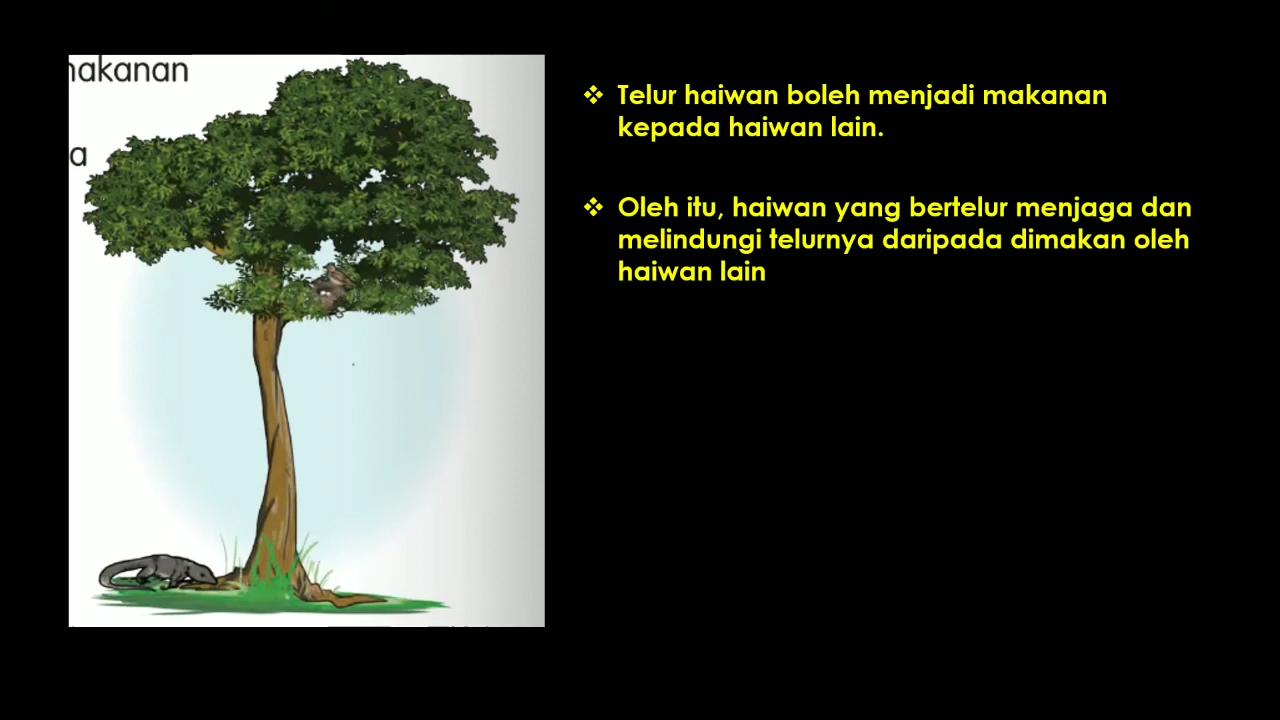 makanan
a
❖ Telur haiwan boleh menjadi makanan
kepada haiwan lain.
❖ Oleh itu, haiwan yang bertelur menjaga dan
melindungi telurnya daripada dimakan oleh
haiwan lain